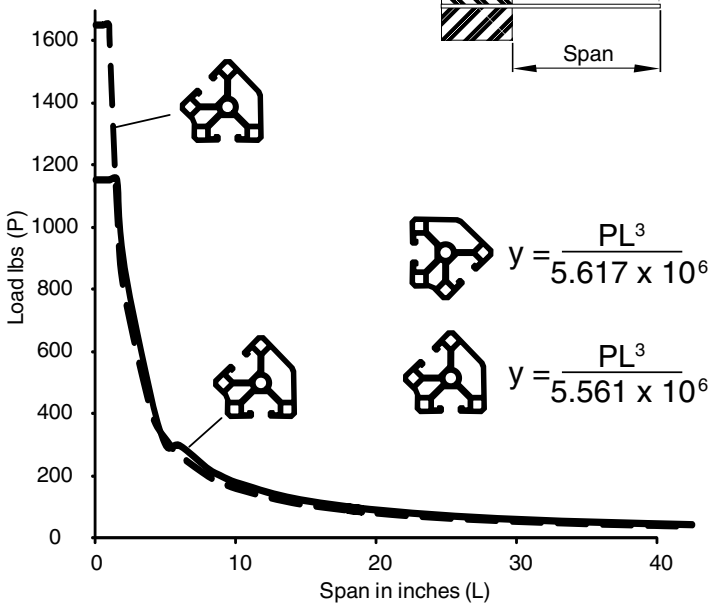 Span
1600
1400
1200
1000
800
600
400
200
0
Load lbs (P)
y = PL³
5.617 x 10⁶
y = PL³
5.561 x 10⁶
0 10 20 30 40
Span in inches (L)